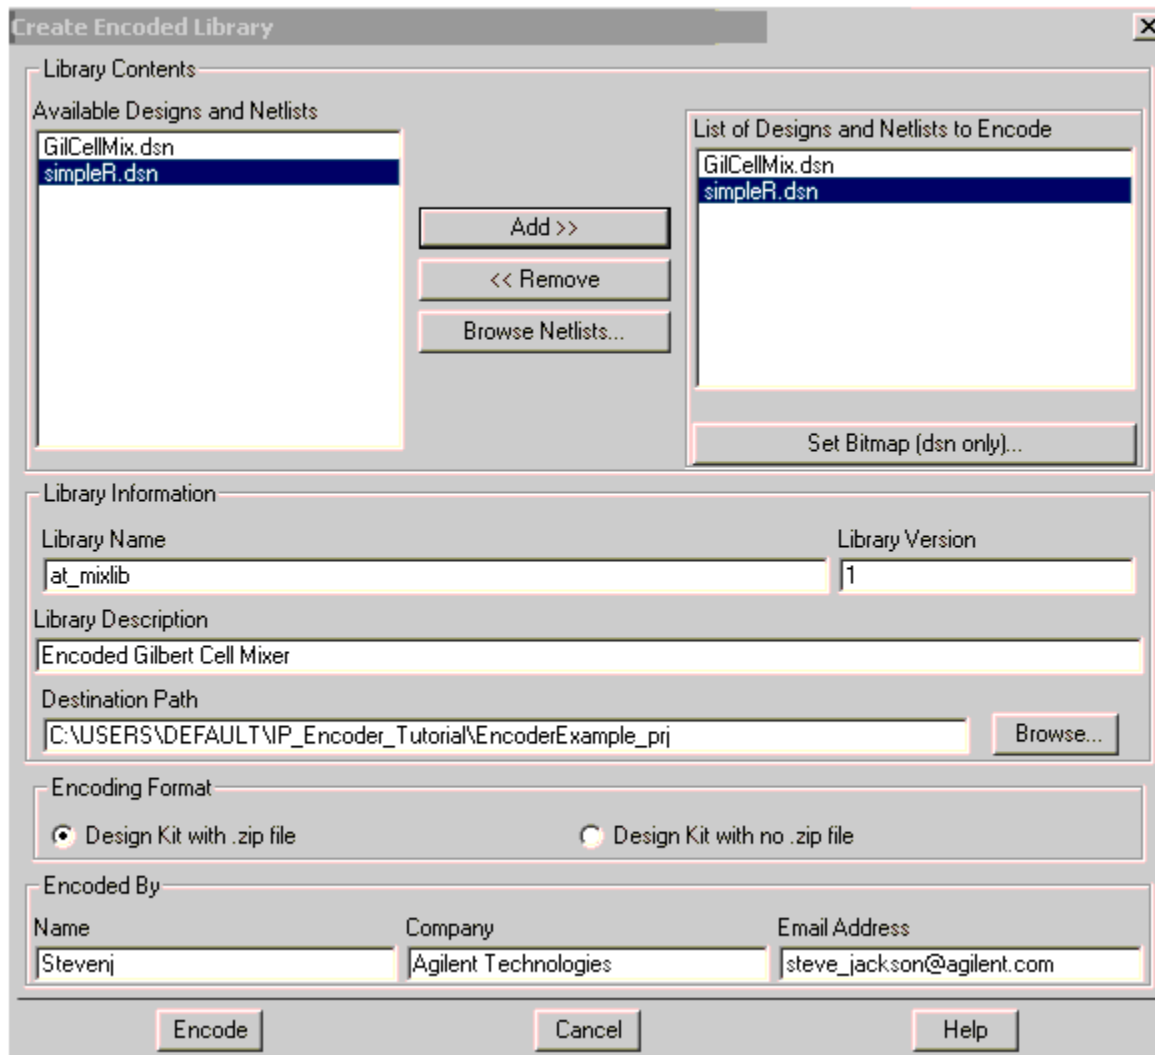 Create Encoded Library
Library Contents
Available Designs and Netlists
GilCellMix.dsn
simpleR.dsn
Add >>
<< Remove
Browse Netlists...
List of Designs and Netlists to Encode
GilCellMix.dsn
simpleR.dsn
Set Bitmap (dsn only)...
Library Information
Library Name
at_mixlib
Library Version
1
Library Description
Encoded Gilbert Cell Mixer
Destination Path
C:\USERS\DEFAULT\IP_Encoder_Tutorial\EncoderExample_prj
Browse...
Encoding Format
Design Kit with .zip file
Design Kit with no .zip file
Encoded By
Name
Stevenj
Company
Agilent Technologies
Email Address
steve_jackson@agilent.com
Encode
Cancel
Help